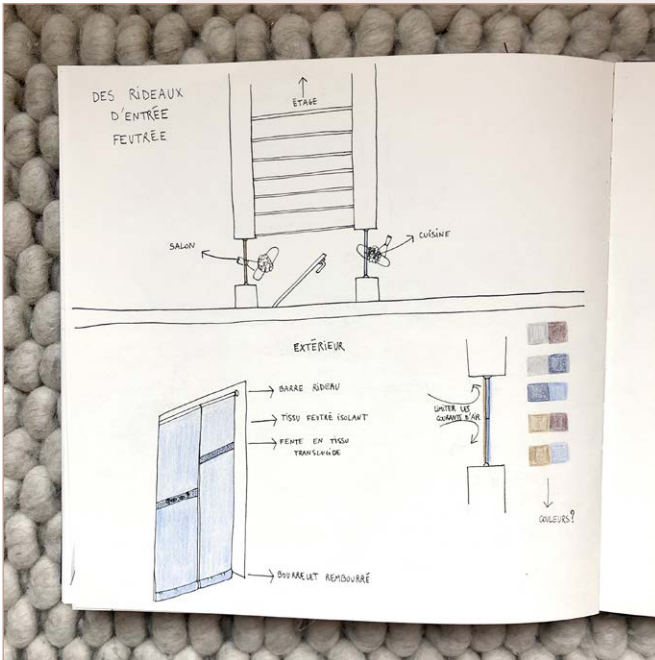 DES RIDEAUX
D'ENTRÉE
FEUTRÉE
ÉTAGE
SALON
CUISINE
EXTÉRIEUR
BARRE RIDEAU
TISSU FEUTRÉ ISOLANT
FENTE EN TISSU
TRANSLUCIDE
BOURRELET REMBOURRÉ
LIMITER LES
COURANTS D'AIR
COULEURS?